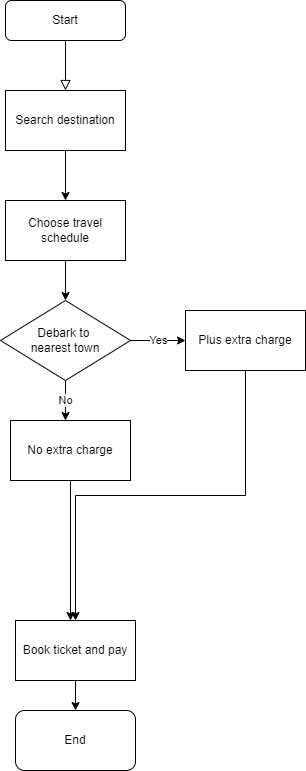 Start
Search destination
Choose travel
schedule
Debark to
nearest town
Yes
Plus extra charge
No
No extra charge
Book ticket and pay
End